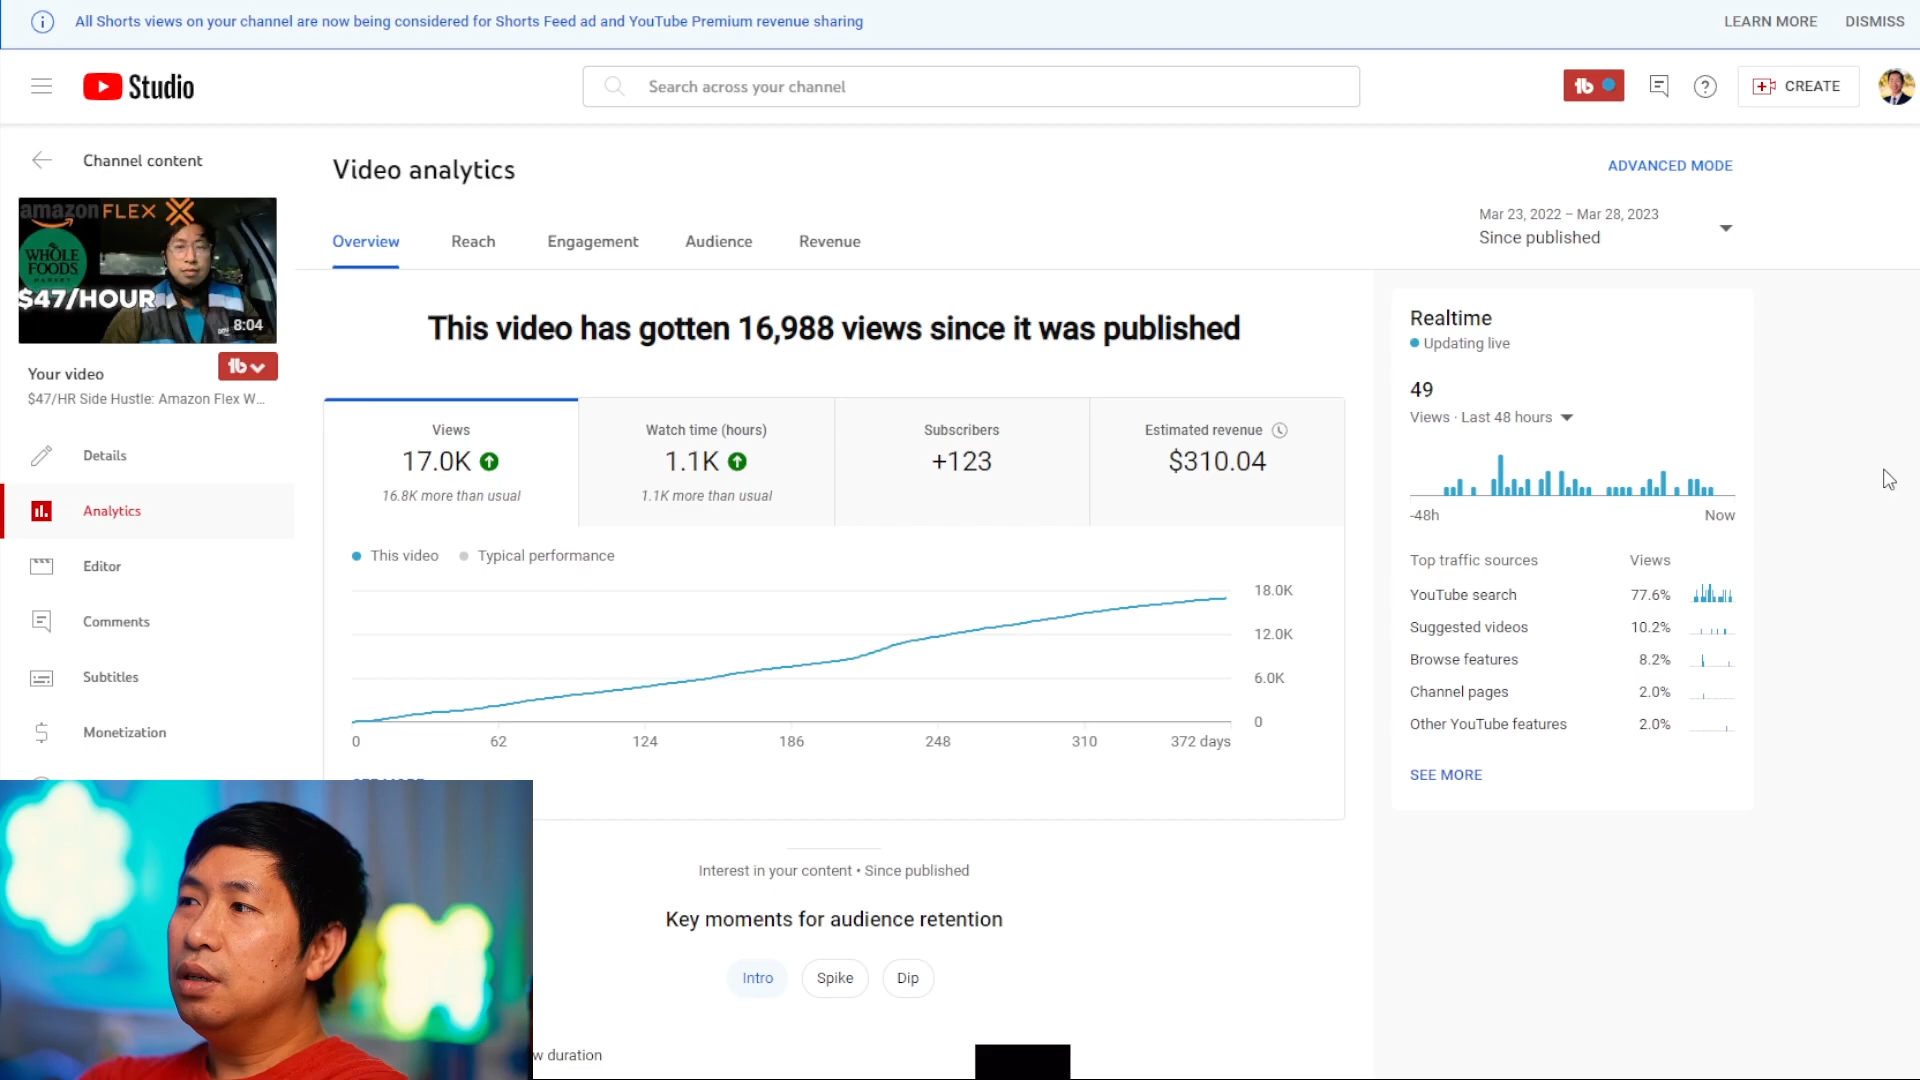 All Shorts views on your channel are now being considered for Shorts Feed ad and YouTube Premium revenue sharing
LEARN MORE
DISMISS
Studio
Search across your channel
CREATE
Channel content
Video analytics
ADVANCED MODE
Mar 23, 2022 – Mar 28, 2023
Since published
amazon FLEX
WHOLE
FOODS
MARKET
$47/HOUR
8:04
Overview
Reach
Engagement
Audience
Revenue
This video has gotten 16,988 views since it was published
Your video
$47/HR Side Hustle: Amazon Flex W...
Details
Analytics
Editor
Comments
Subtitles
Monetization
Views
17.0K
16.8K more than usual
Watch time (hours)
1.1K
1.1K more than usual
Subscribers
+123
Estimated revenue
$310.04
This video
Typical performance
18.0K
12.0K
6.0K
0
0
62
124
186
248
310
372 days
Realtime
Updating live
49
Views · Last 48 hours
-48h
Now
Top traffic sources
Views
YouTube search
77.6%
Suggested videos
10.2%
Browse features
8.2%
Channel pages
2.0%
Other YouTube features
2.0%
SEE MORE
Interest in your content • Since published
Key moments for audience retention
Intro
Spike
Dip
w duration